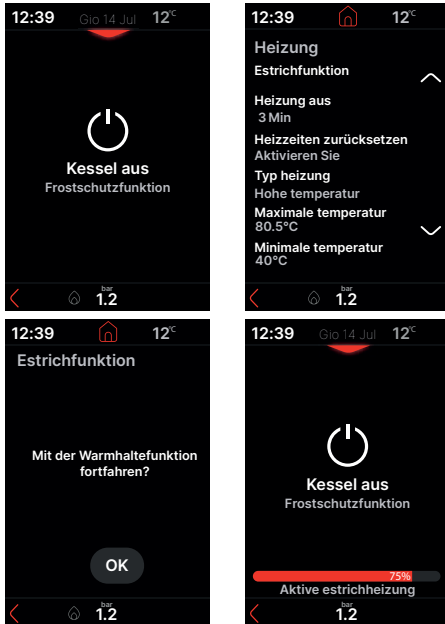 12:39 Gio 14 Jul 12°C
Kessel aus
Frostschutzfunktion
bar
1.2
12:39 12°C
Heizung
Estrichfunktion
Heizung aus
3 Min
Heizzeiten zurücksetzen
Aktivieren Sie
Typ heizung
Hohe temperatur
Maximale temperatur
80.5°C
Minimale temperatur
40°C
bar
1.2
12:39 12°C
Estrichfunktion
Mit der Warmhaltefunktion
fortfahren?
OK
bar
1.2
12:39 Gio 14 Jul 12°C
Kessel aus
Frostschutzfunktion
75%
Aktive estrichheizung
bar
1.2